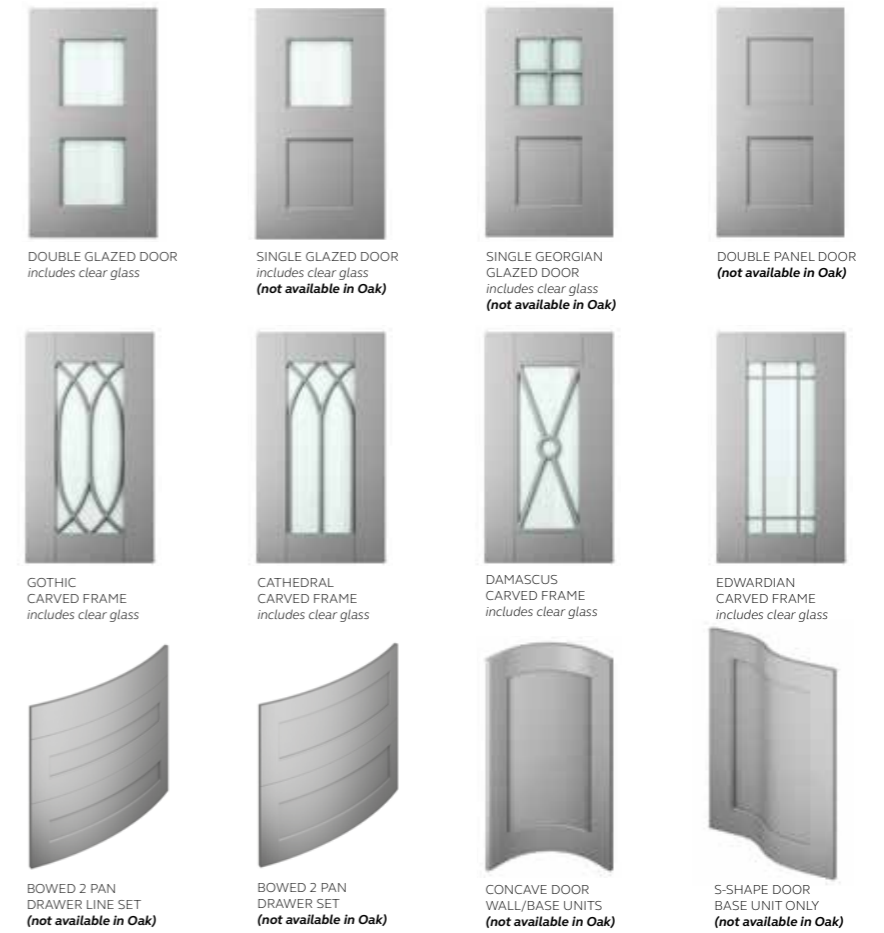 DOUBLE GLAZED DOOR
includes clear glass
SINGLE GLAZED DOOR
includes clear glass
(not available in Oak)
SINGLE GEORGIAN
GLAZED DOOR
includes clear glass
(not available in Oak)
DOUBLE PANEL DOOR
(not available in Oak)
GOTHIC
CARVED FRAME
includes clear glass
CATHEDRAL
CARVED FRAME
includes clear glass
DAMASCUS
CARVED FRAME
includes clear glass
EDWARDIAN
CARVED FRAME
includes clear glass
BOWED 2 PAN
DRAWER LINE SET
(not available in Oak)
BOWED 2 PAN
DRAWER SET
(not available in Oak)
CONCAVE DOOR
WALL/BASE UNITS
(not available in Oak)
S-SHAPE DOOR
BASE UNIT ONLY
(not available in Oak)